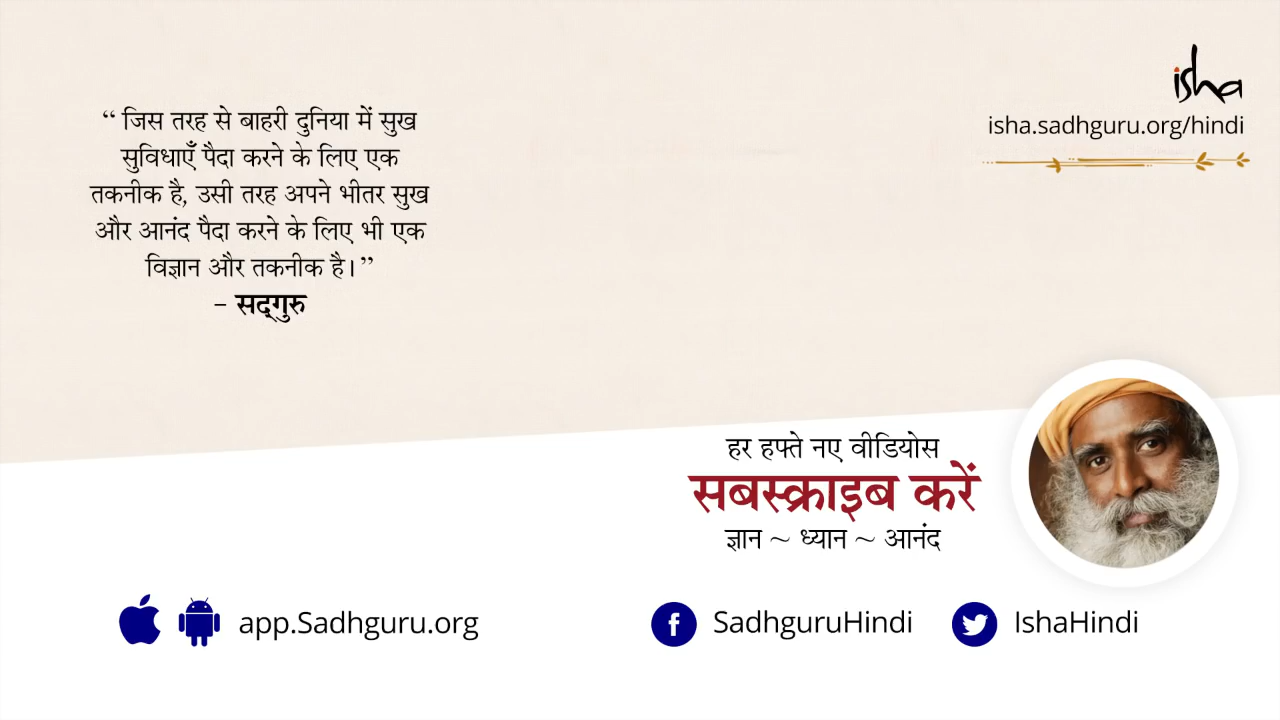 “ जिस तरह से बाहरी दुनिया में सुख
सुविधाएँ पैदा करने के लिए एक
तकनीक है, उसी तरह अपने भीतर सुख
और आनंद पैदा करने के लिए भी एक
विज्ञान और तकनीक है।”
– सद्गुरु
isha
isha.sadhguru.org/hindi
हर हफ्ते नए वीडियोस
सबस्क्राइब करें
ज्ञान ~ ध्यान ~ आनंद
app.Sadhguru.org
SadhguruHindi
IshaHindi